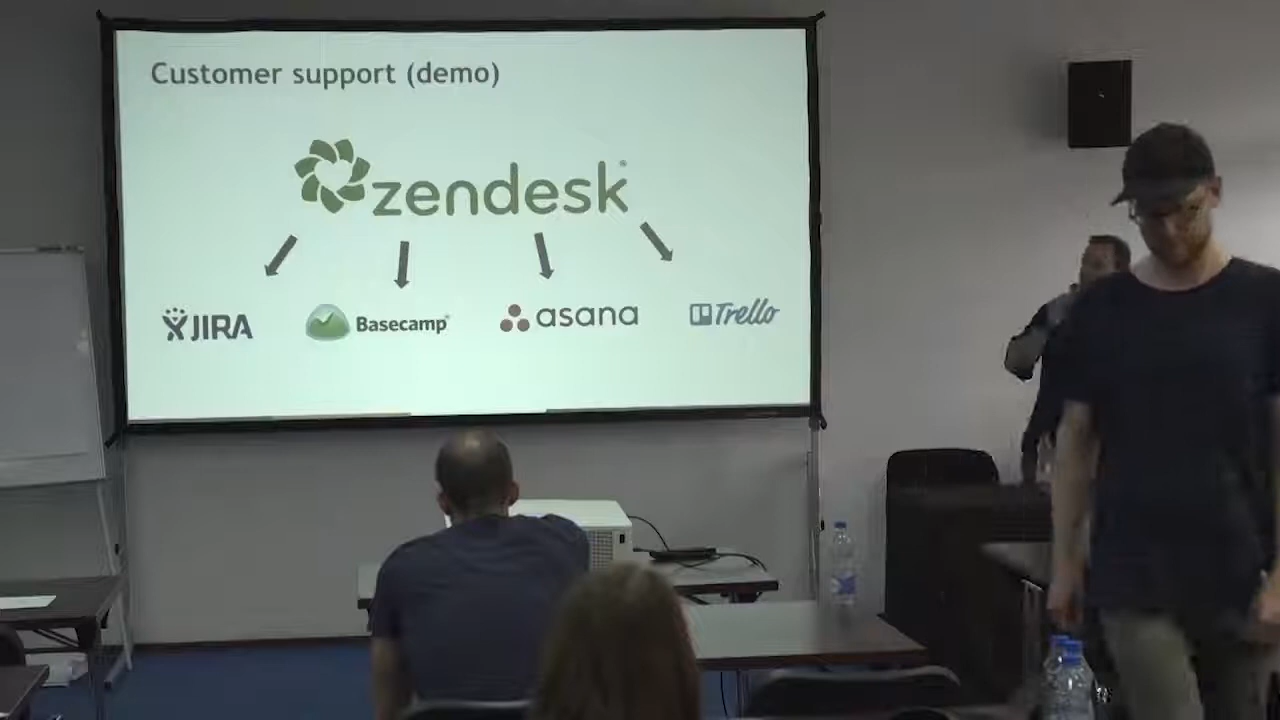 Customer support (demo)
zendesk®
JIRA
Basecamp®
asana
Trello